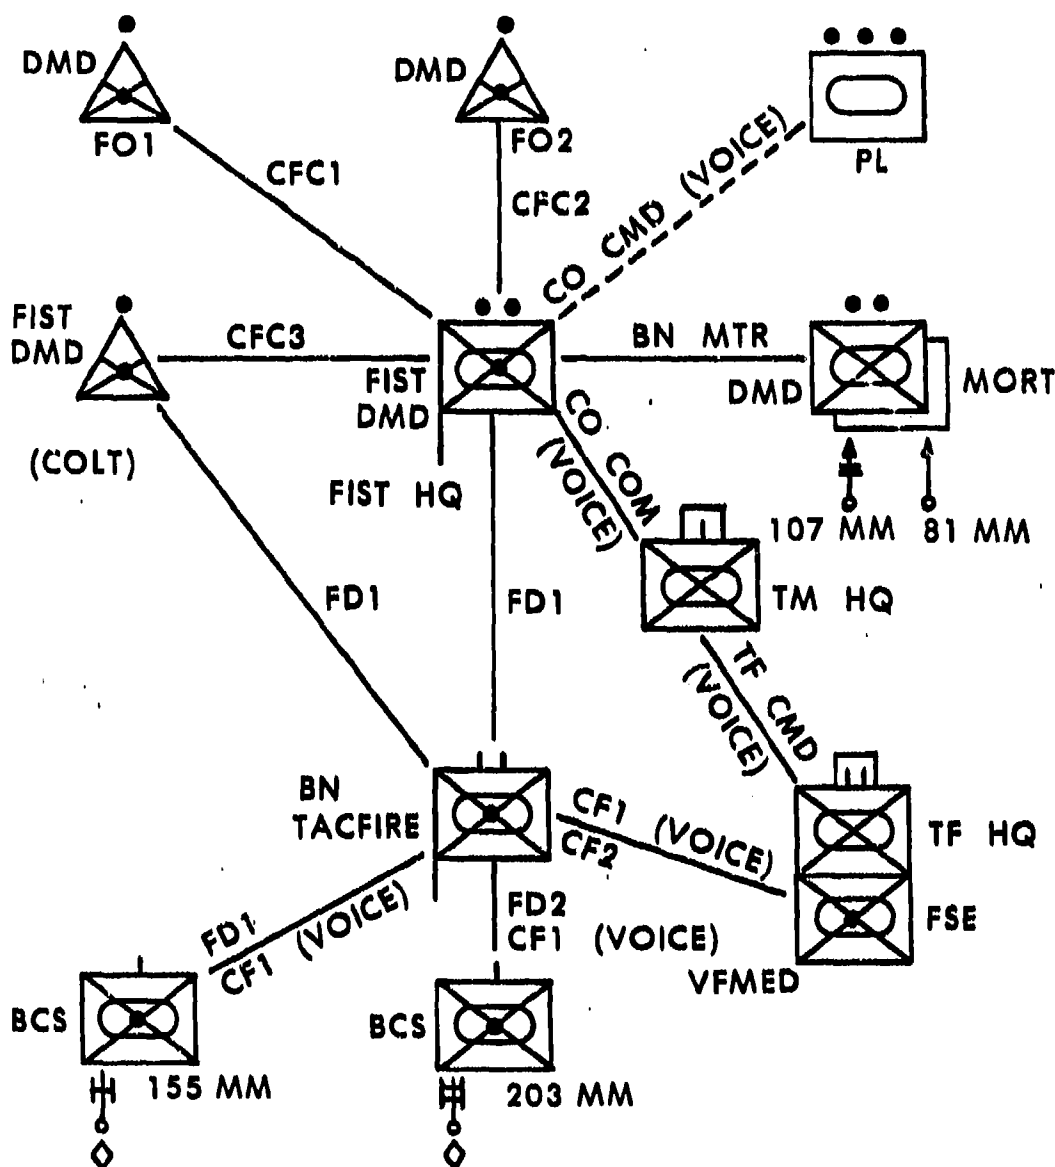 DMD
FO1
DMD
FO2
PL
CFC1
CFC2
CO CMD (VOICE)
FIST
DMD
(COLT)
CFC3
FIST
DMD
FIST HQ
BN MTR
DMD
MORT
107 MM
81 MM
CO COM
(VOICE)
TM HQ
FD1
FD1
TF CMD
(VOICE)
BN
TACFIRE
CF1 (VOICE)
CF2
TF HQ
FSE
VFMED
FD1
CF1 (VOICE)
FD2
CF1 (VOICE)
BCS
155 MM
BCS
203 MM